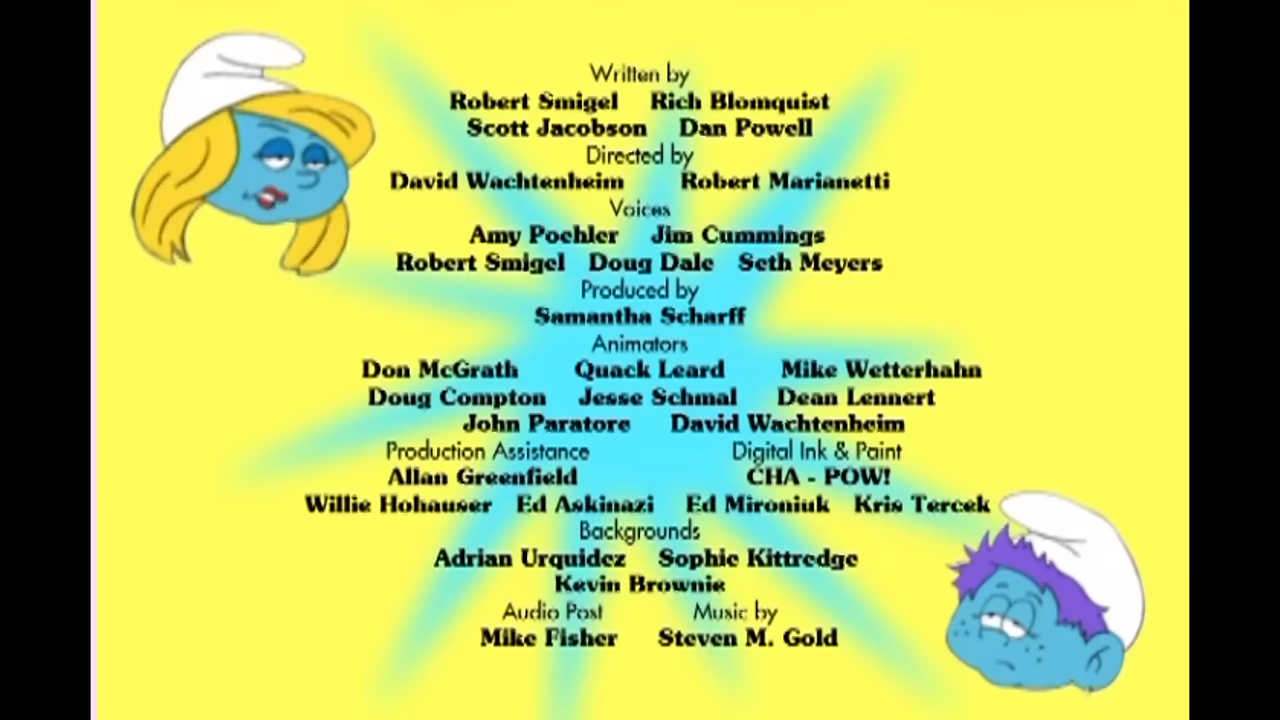 Written by
Robert Smigel Rich Blomquist
Scott Jacobson Dan Powell
Directed by
David Wachtenheim Robert Marianetti
Voices
Amy Poehler Jim Cummings
Robert Smigel Doug Dale Seth Meyers
Produced by
Samantha Scharff
Animators
Don McGrath Quack Leard Mike Wetterhahn
Doug Compton Jesse Schmal Dean Lennert
John Paratore David Wachtenheim
Production Assistance Digital Ink & Paint
Allan Greenfield CHA - POW!
Willie Hohauser Ed Askinazi Ed Mironiuk Kris Tercek
Backgrounds
Adrian Urquidez Sophie Kittredge
Kevin Brownie
Audio Post Music by
Mike Fisher Steven M. Gold